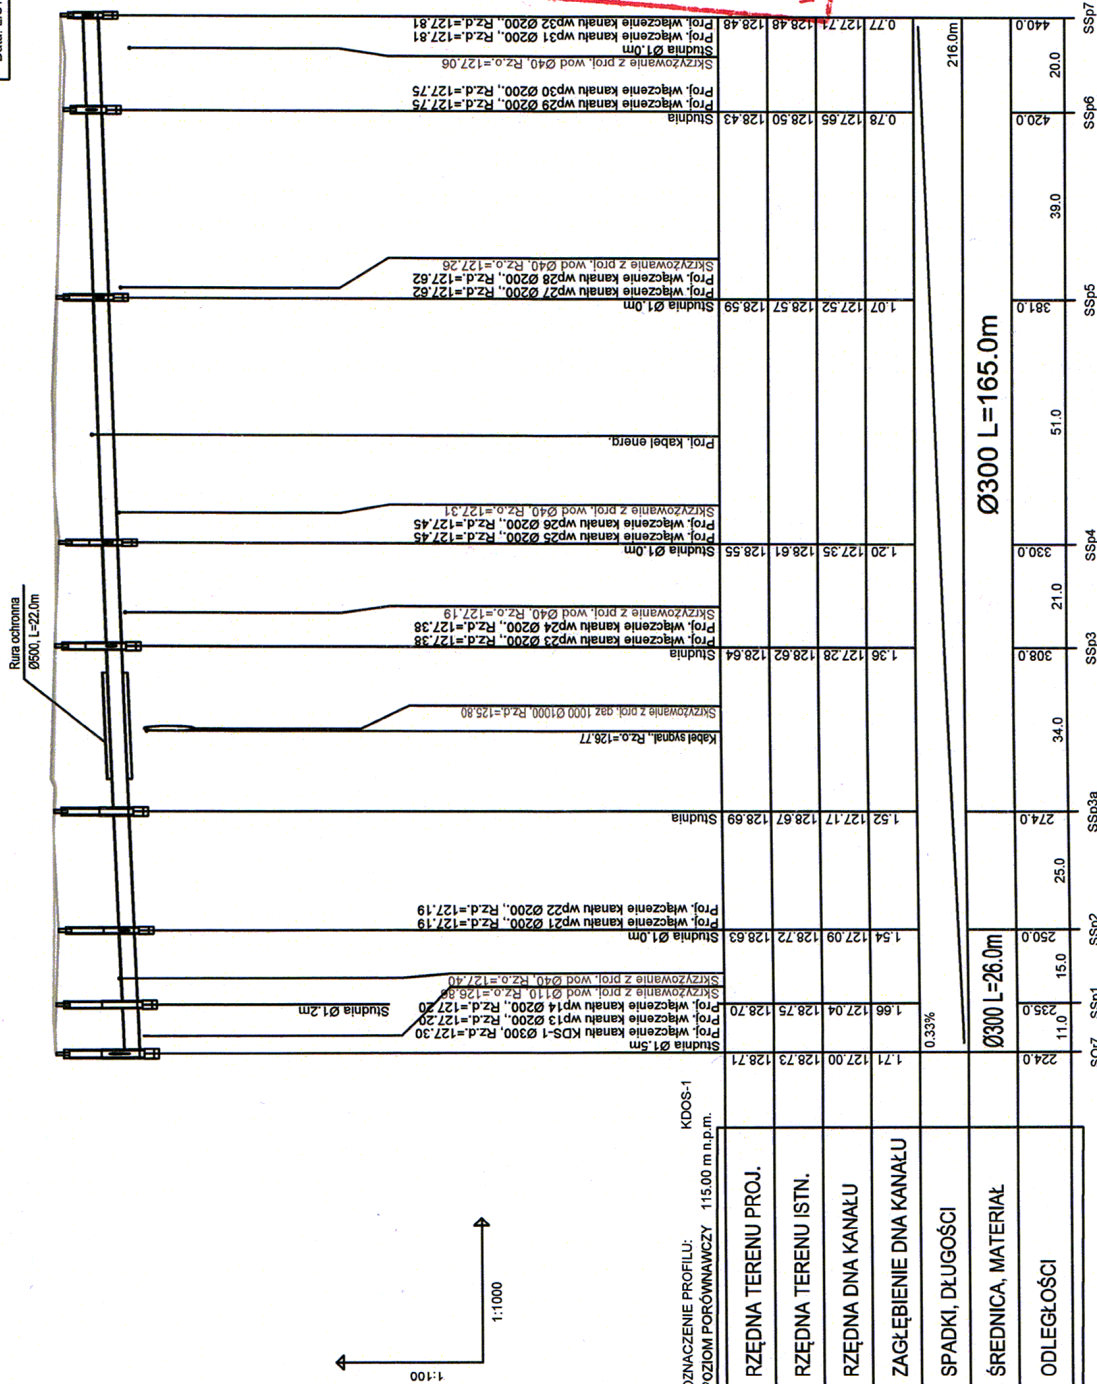 Rura ochronna
Ø500, L=22.0m
Studnia Ø1.5m
Proj. włączenie kanału KDS-1 Ø300, Rz.d.=127.30
Proj. włączenie kanału wp13 Ø200,, Rz.d.=127.20
Proj. włączenie kanału wp14 Ø200,, Rz.d.=127.20
Skrzyżowanie z proj. wod Ø110, Rz.o.=126.86
Studnia Ø1.2m
Skrzyżowanie z proj. wod Ø40, Rz.o.=127.40
Studnia Ø1.0m
Proj. włączenie kanału wp21 Ø200,, Rz.d.=127.19
Proj. włączenie kanału wp22 Ø200,, Rz.d.=127.19
Studnia
Kabel sygnal., Rz.o.=126.77
Skrzyżowanie z proj. gaz 1000 Ø1000, Rz.d.=125.80
Studnia
Proj. włączenie kanału wp23 Ø200,, Rz.d.=127.38
Proj. włączenie kanału wp24 Ø200,, Rz.d.=127.38
Skrzyżowanie z proj. wod Ø40, Rz.o.=127.19
Studnia Ø1.0m
Proj. włączenie kanału wp25 Ø200,, Rz.d.=127.45
Proj. włączenie kanału wp26 Ø200,, Rz.d.=127.45
Skrzyżowanie z proj. wod Ø40, Rz.o.=127.31
Proj. kabel energ.
Studnia Ø1.0m
Proj. włączenie kanału wp27 Ø200,, Rz.d.=127.62
Proj. włączenie kanału wp28 Ø200,, Rz.d.=127.62
Skrzyżowanie z proj. wod Ø40, Rz.o.=127.26
Studnia
Proj. włączenie kanału wp29 Ø200,, Rz.d.=127.75
Proj. włączenie kanału wp30 Ø200,, Rz.d.=127.75
Skrzyżowanie z proj. wod Ø40, Rz.o.=127.06
Studnia Ø1.0m
Proj. włączenie kanału wp31 Ø200,, Rz.d.=127.81
Proj. włączenie kanału wp32 Ø200,, Rz.d.=127.81
1:100
1:1000
OZNACZENIE PROFILU: KDOS-1
POZIOM PORÓWNAWCZY 115.00 m n.p.m.
RZĘDNA TERENU PROJ. 128.71 128.70 128.63 128.69 128.64 128.55 128.59 128.43 128.48
RZĘDNA TERENU ISTN. 128.73 128.75 128.72 128.67 128.62 128.61 128.57 128.50 128.48
RZĘDNA DNA KANAŁU 127.00 127.04 127.09 127.17 127.28 127.35 127.52 127.65 127.71
ZAGŁĘBIENIE DNA KANAŁU 1.71 1.66 1.54 1.52 1.36 1.20 1.07 0.78 0.77
SPADKI, DŁUGOŚCI 0.33% 216.0m
ŚREDNICA, MATERIAŁ Ø300 L=26.0m Ø300 L=165.0m
ODLEGŁOŚCI 224.0 235.0 250.0 274.0 308.0 330.0 381.0 420.0 440.0
11.0 15.0 25.0 34.0 21.0 51.0 39.0 20.0
SSp1 SSp2 SSp3a SSp3 SSp4 SSp5 SSp6 SSp7